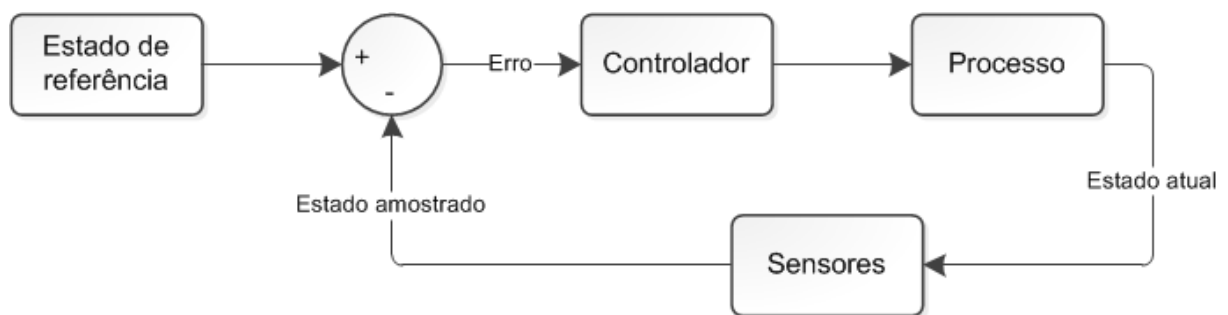 Estado de
referência
+
-
Erro
Controlador
Processo
Estado atual
Estado amostrado
Sensores